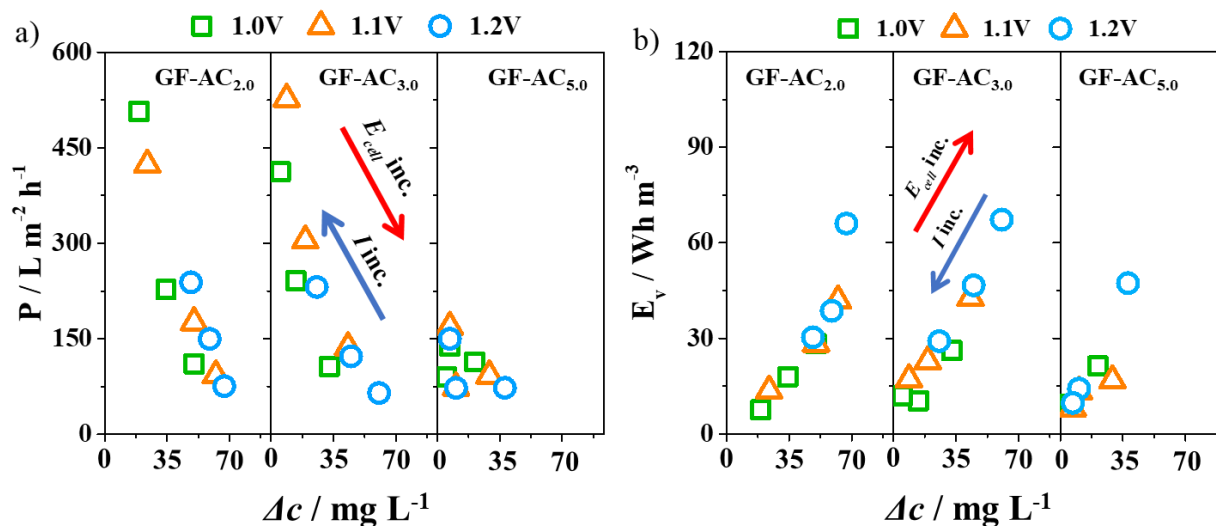 a) 1.0V 1.1V 1.2V
600
450
300
150
0
P / L m⁻² h⁻¹
GF-AC₂.₀ GF-AC₃.₀ GF-AC₅.₀
E_cell inc.
I inc.
0 35 70 0 35 70 0 35 70
Δc / mg L⁻¹
b) 1.0V 1.1V 1.2V
120
90
60
30
0
E_v / Wh m⁻³
GF-AC₂.₀ GF-AC₃.₀ GF-AC₅.₀
E_cell inc.
I inc.
0 35 70 0 35 70 0 35 70
Δc / mg L⁻¹